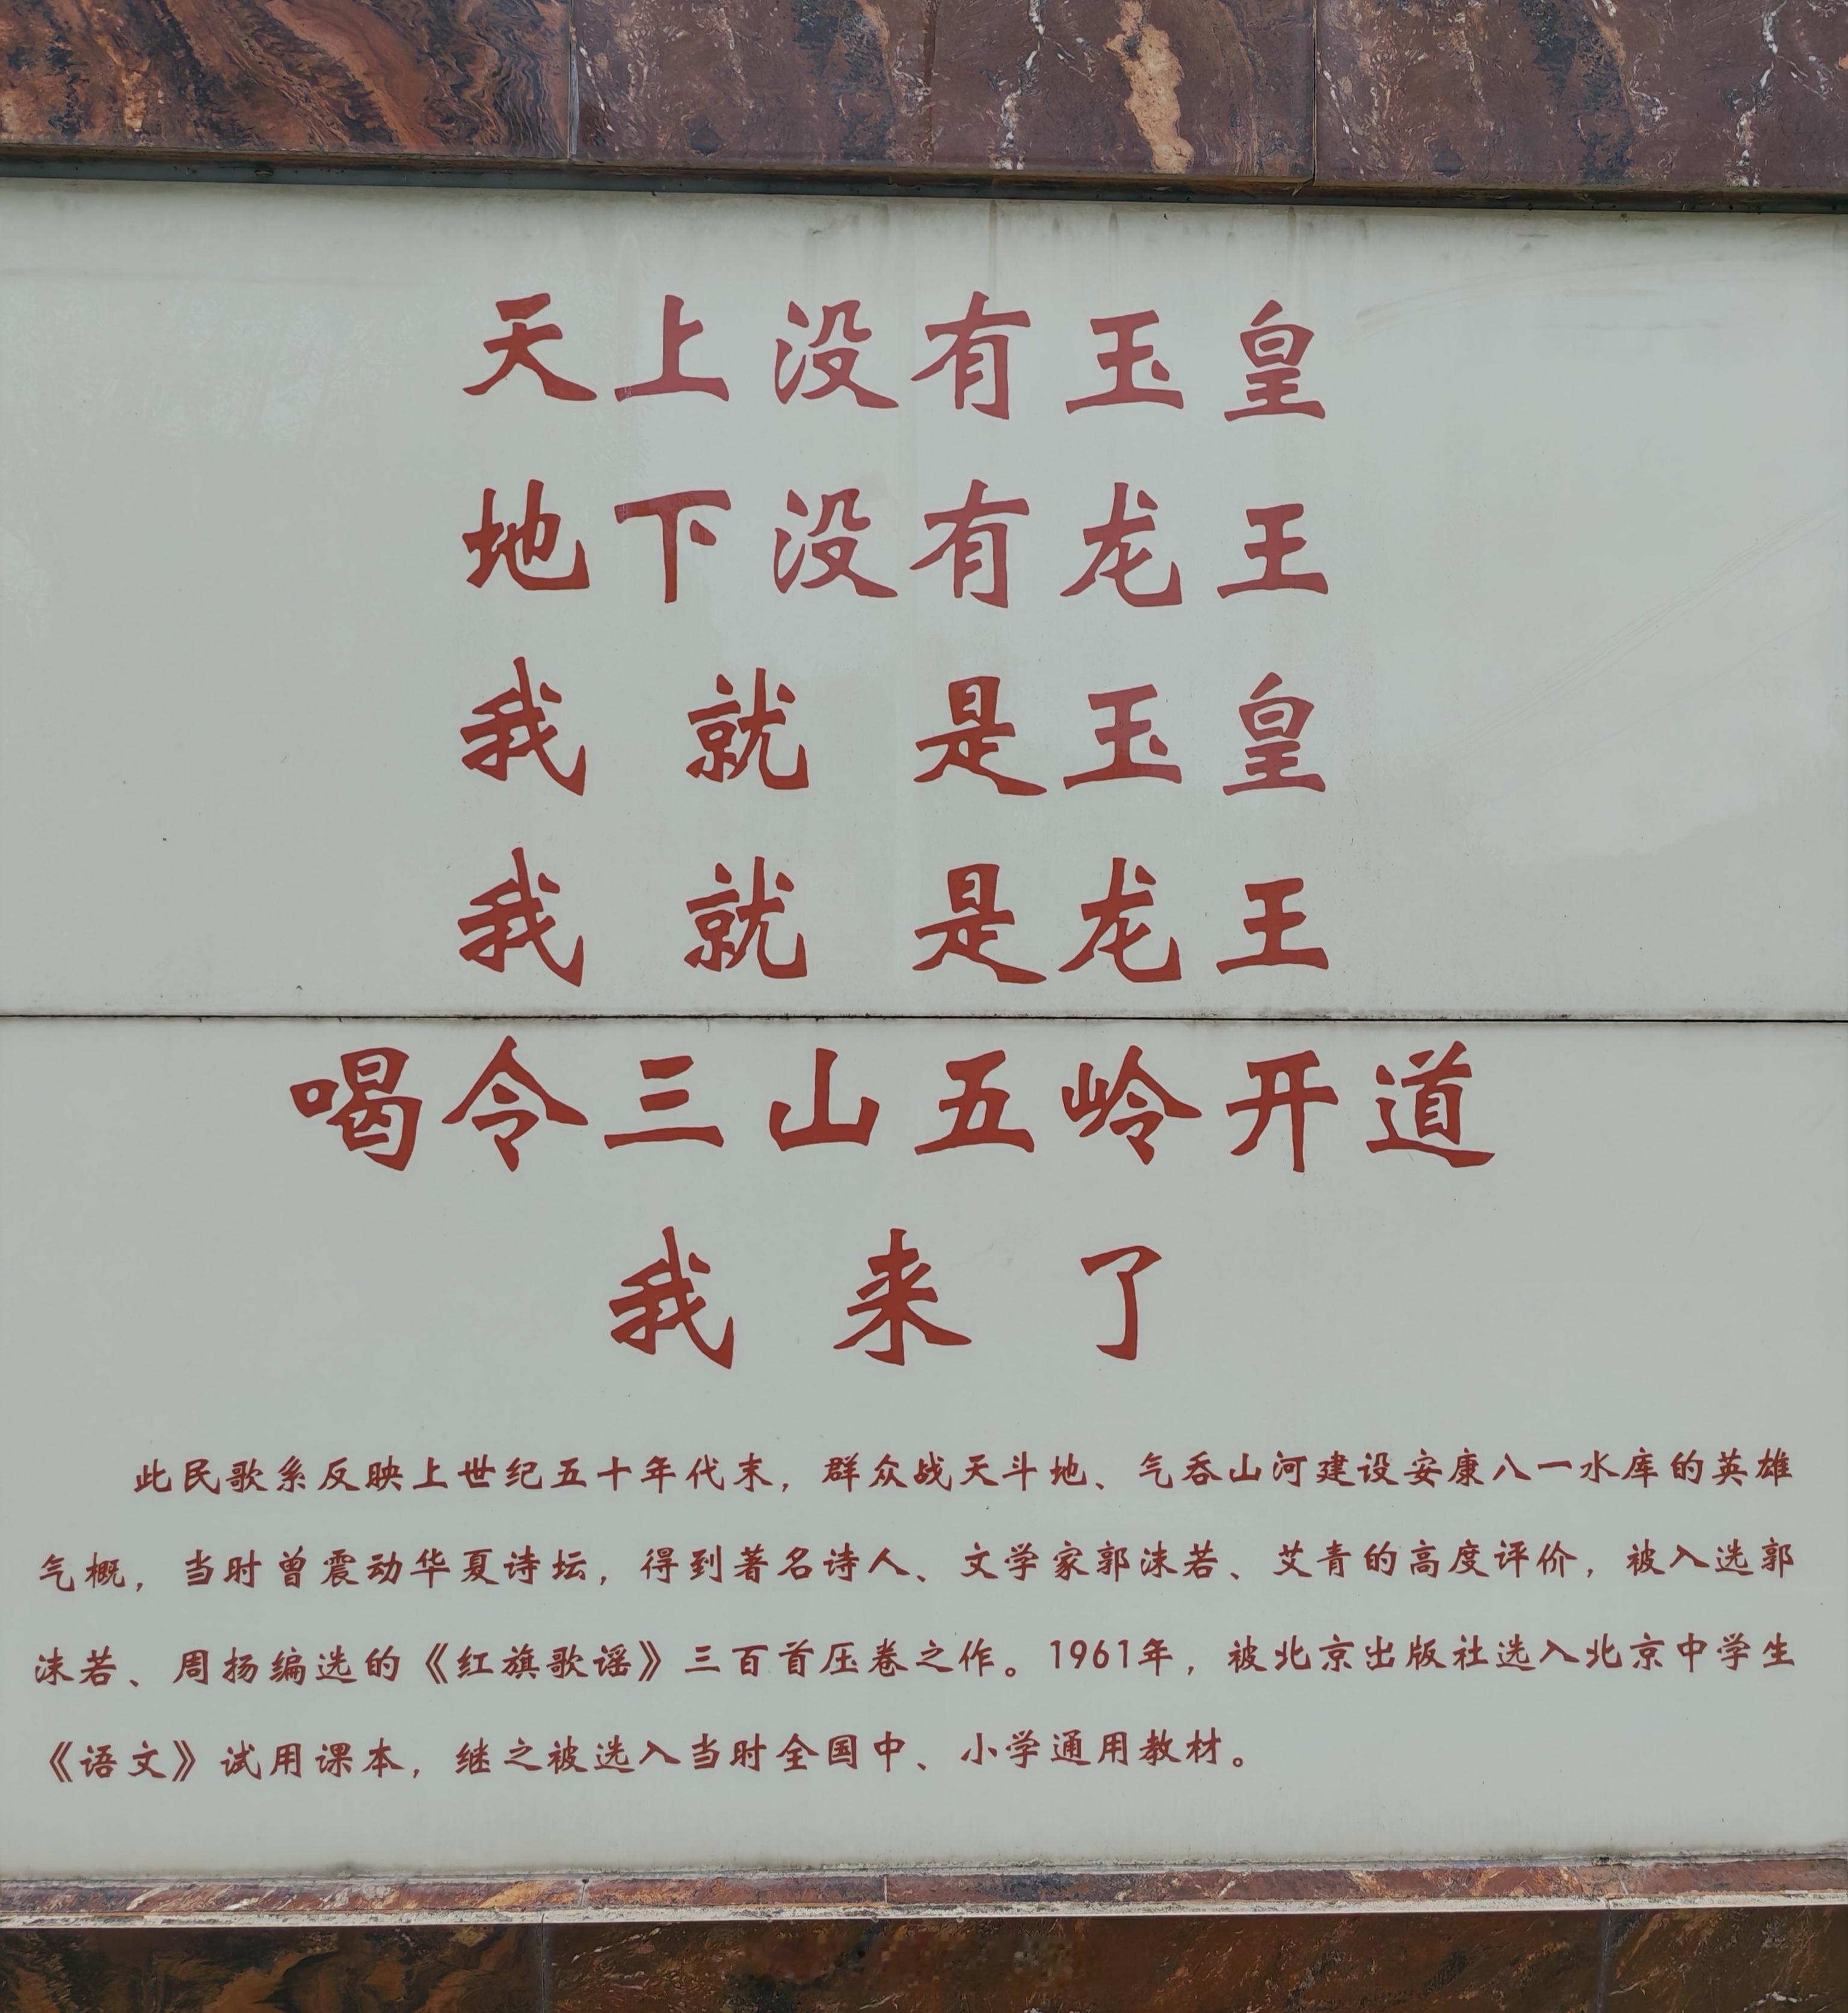 天上没有玉皇
地下没有龙王
我就是玉皇
我就是龙王
喝令三山五岭开道
我来了
此民歌系反映上世纪五十年代末，群众战天斗地、气吞山河建设安康八一水库的英雄
气概，当时曾震动华夏诗坛，得到著名诗人、文学家郭沫若、艾青的高度评价，被入选郭
沫若、周扬编选的《红旗歌谣》三百首压卷之作。1961年，被北京出版社选入北京中学生
《语文》试用课本，继之被选入当时全国中、小学通用教材。